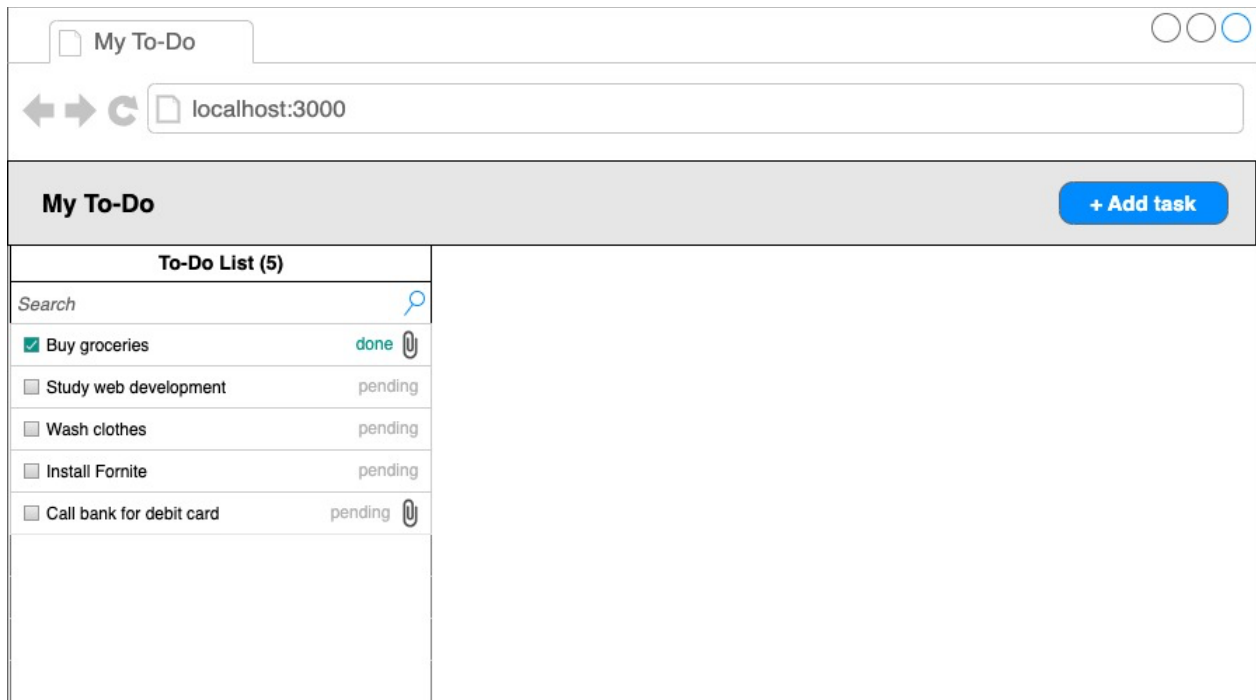 My To-Do
localhost:3000
My To-Do
+ Add task
To-Do List (5)
Search
Buy groceries done
Study web development pending
Wash clothes pending
Install Fornite pending
Call bank for debit card pending